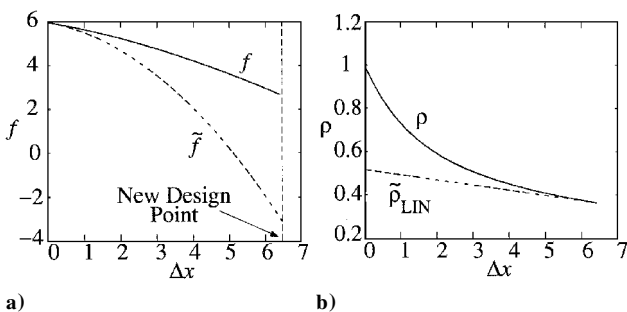 6
4
2
f
0
−2
−4
f
f̃
New Design
Point
0 1 2 3 4 5 6 7
Δx
a)
1.2
1
0.8
ρ
0.6
0.4
0.2
ρ
ρ̃LIN
0 1 2 3 4 5 6 7
Δx
b)